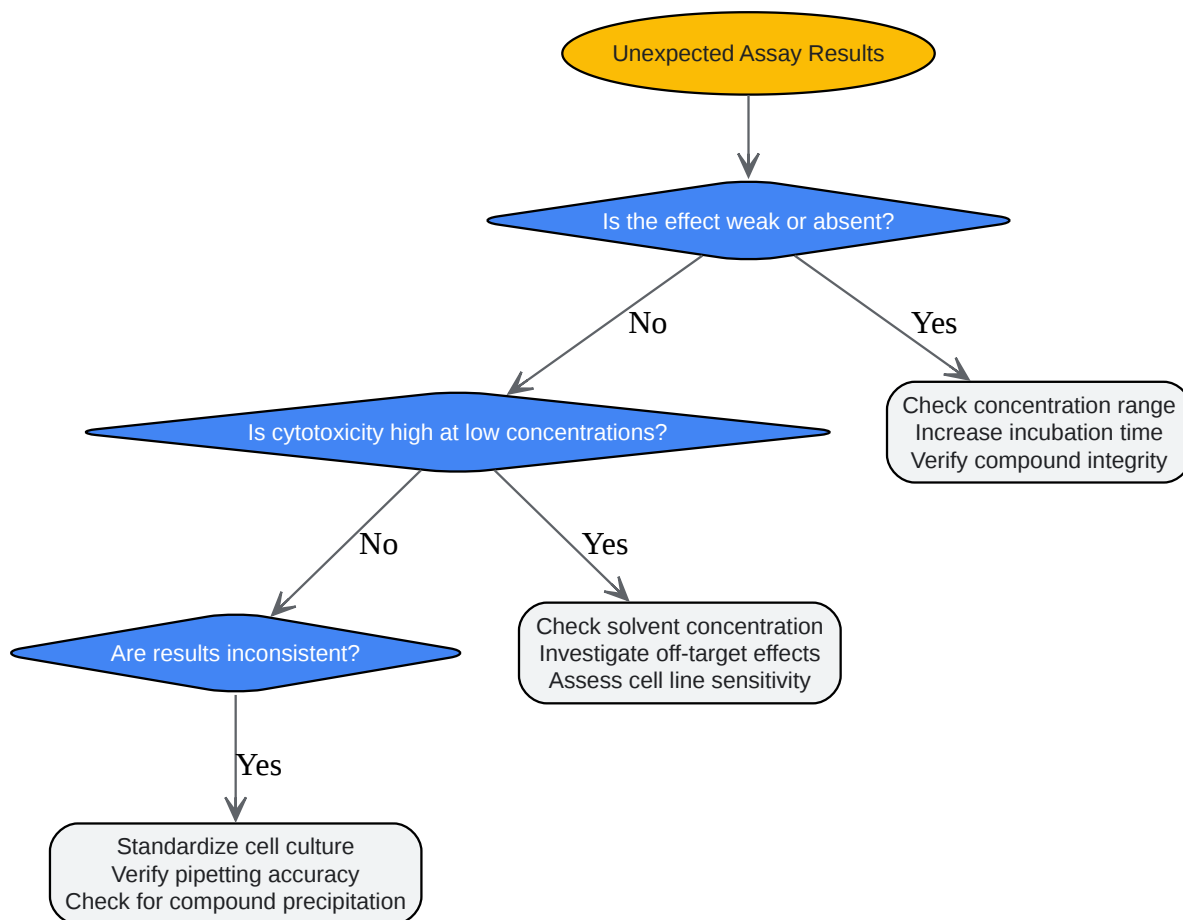 Unexpected Assay Results
Is the effect weak or absent?
No
Yes
Check concentration range
Increase incubation time
Verify compound integrity
Is cytotoxicity high at low concentrations?
No
Yes
Check solvent concentration
Investigate off-target effects
Assess cell line sensitivity
Are results inconsistent?
Yes
Standardize cell culture
Verify pipetting accuracy
Check for compound precipitation